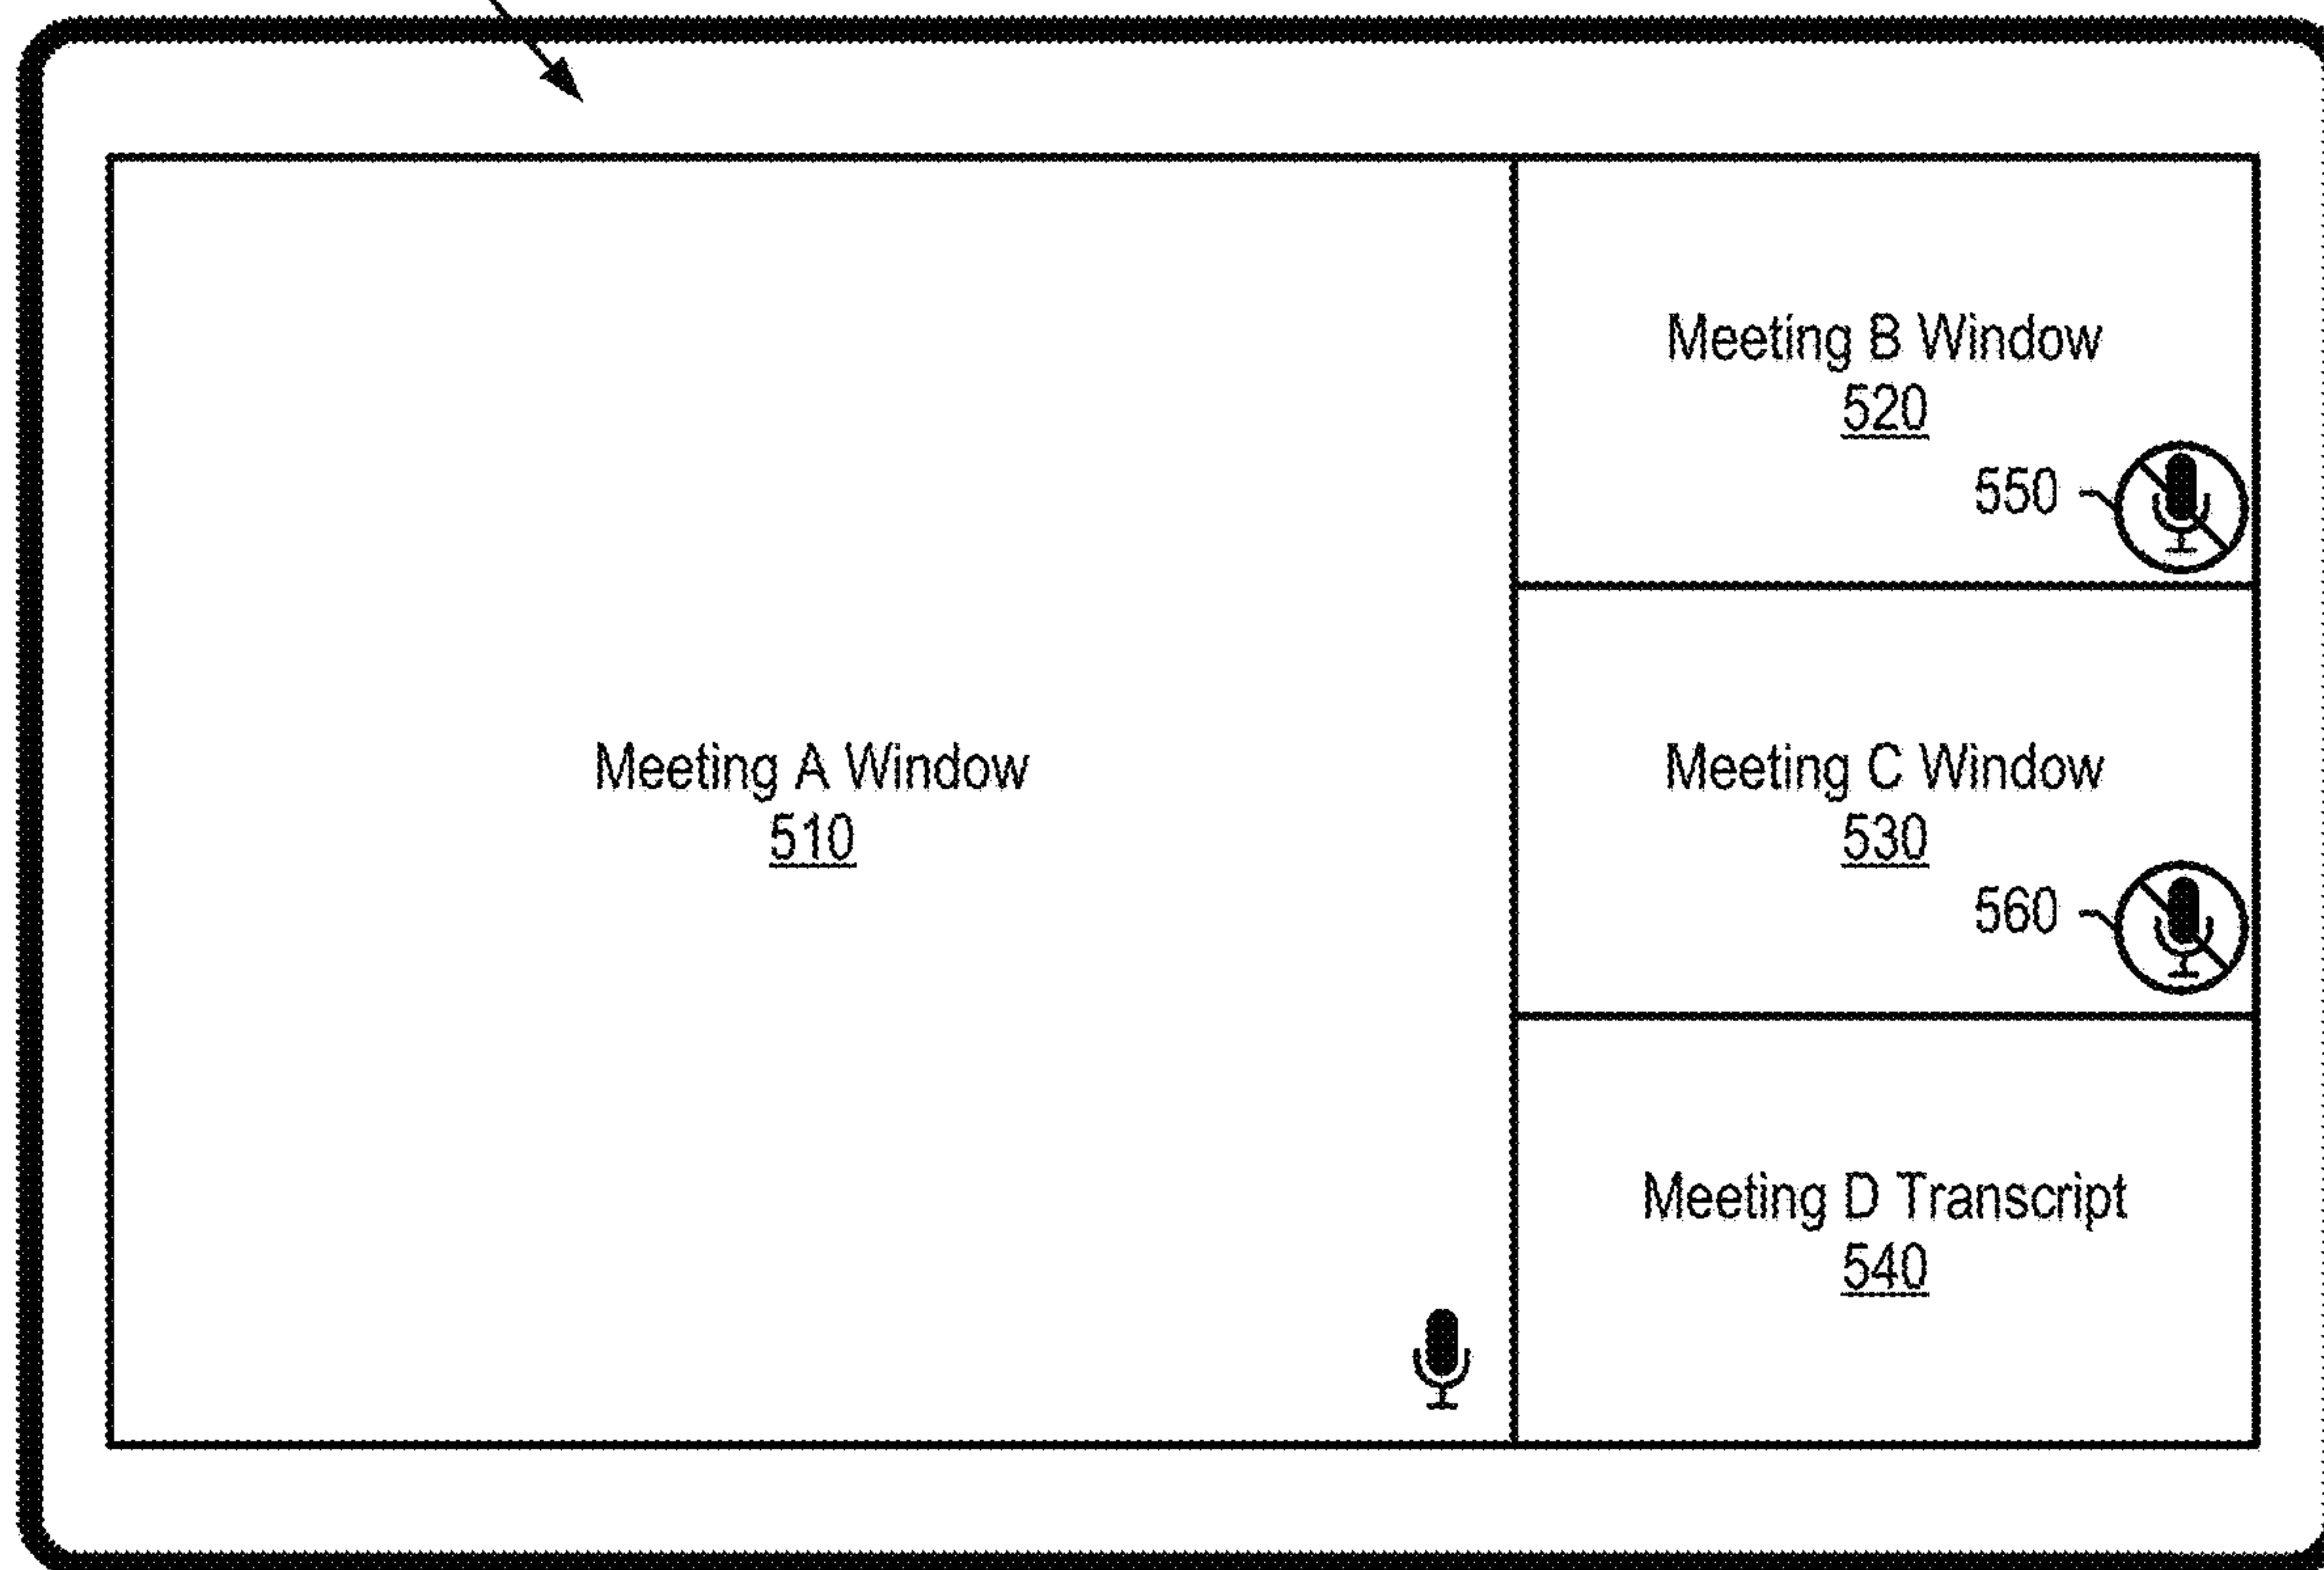 Meeting A Window
510
Meeting B Window
520
550
Meeting C Window
530
560
Meeting D Transcript
540